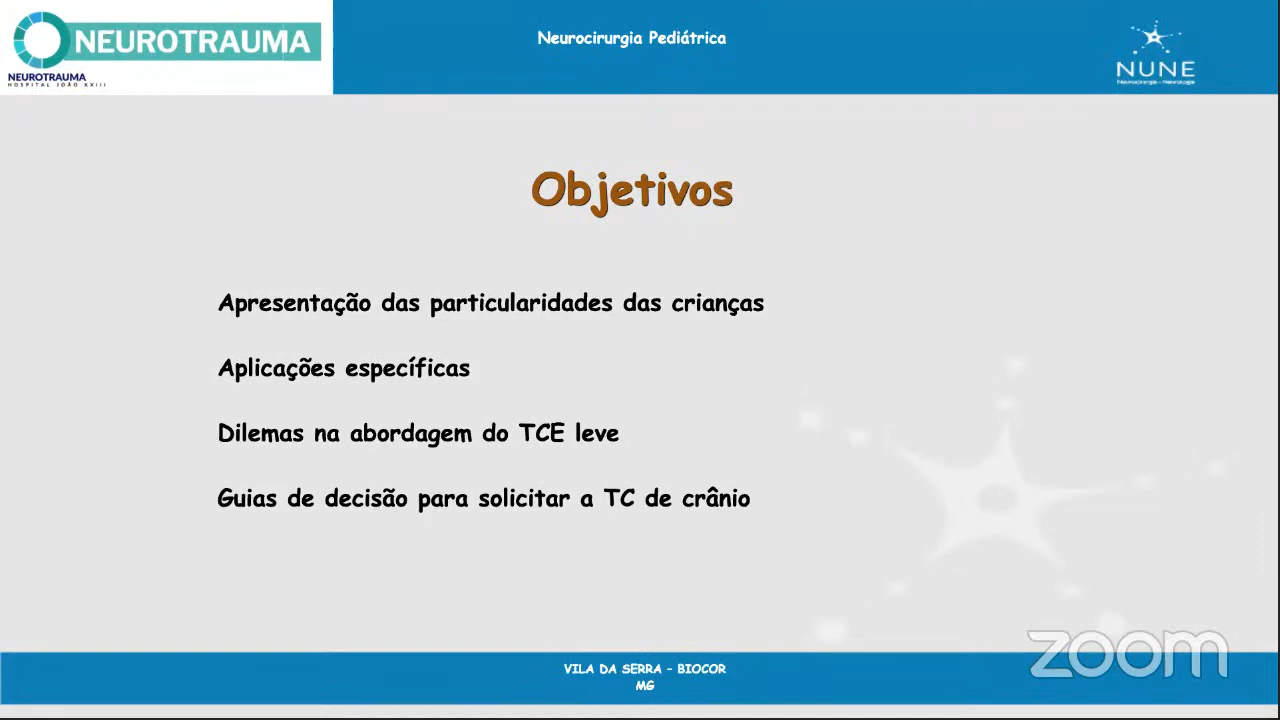 NEUROTRAUMA
NEUROTRAUMA
HOSPITAL JOÃO XXIII
Neurocirurgia Pediátrica
NUNE
Neurocirurgia - Neurologia
Objetivos
Apresentação das particularidades das crianças
Aplicações específicas
Dilemas na abordagem do TCE leve
Guias de decisão para solicitar a TC de crânio
zoom
VILA DA SERRA - BIOCOR
MG